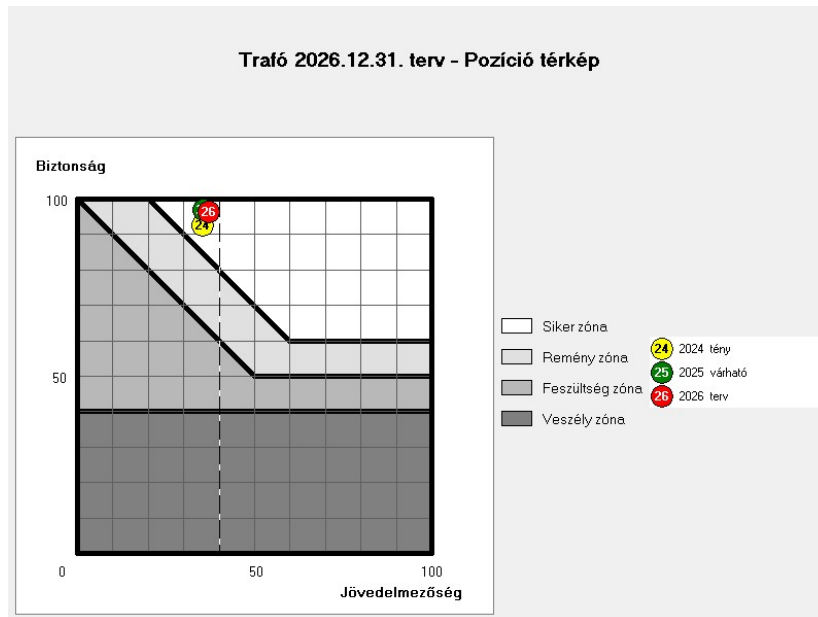 Trafó 2026.12.31. terv - Pozíció térkép
Biztonság
100
26
24
50
0
50
100
Jövedelmezőség
Siker zóna
Remény zóna
Feszültség zóna
Veszély zóna
24 2024 tény
25 2025 várható
26 2026 terv